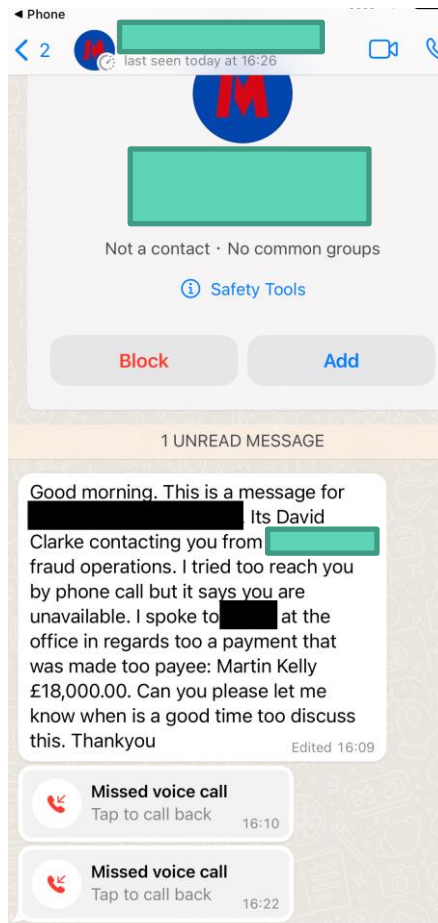 ◀ Phone
2
last seen today at 16:26
M
Not a contact · No common groups
Safety Tools
Block
Add
1 UNREAD MESSAGE
Good morning. This is a message for
Its David
Clarke contacting you from
fraud operations. I tried too reach you
by phone call but it says you are
unavailable. I spoke to at the
office in regards too a payment that
was made too payee: Martin Kelly
£18,000.00. Can you please let me
know when is a good time too discuss
this. Thankyou
Edited 16:09
Missed voice call
Tap to call back
16:10
Missed voice call
Tap to call back
16:22